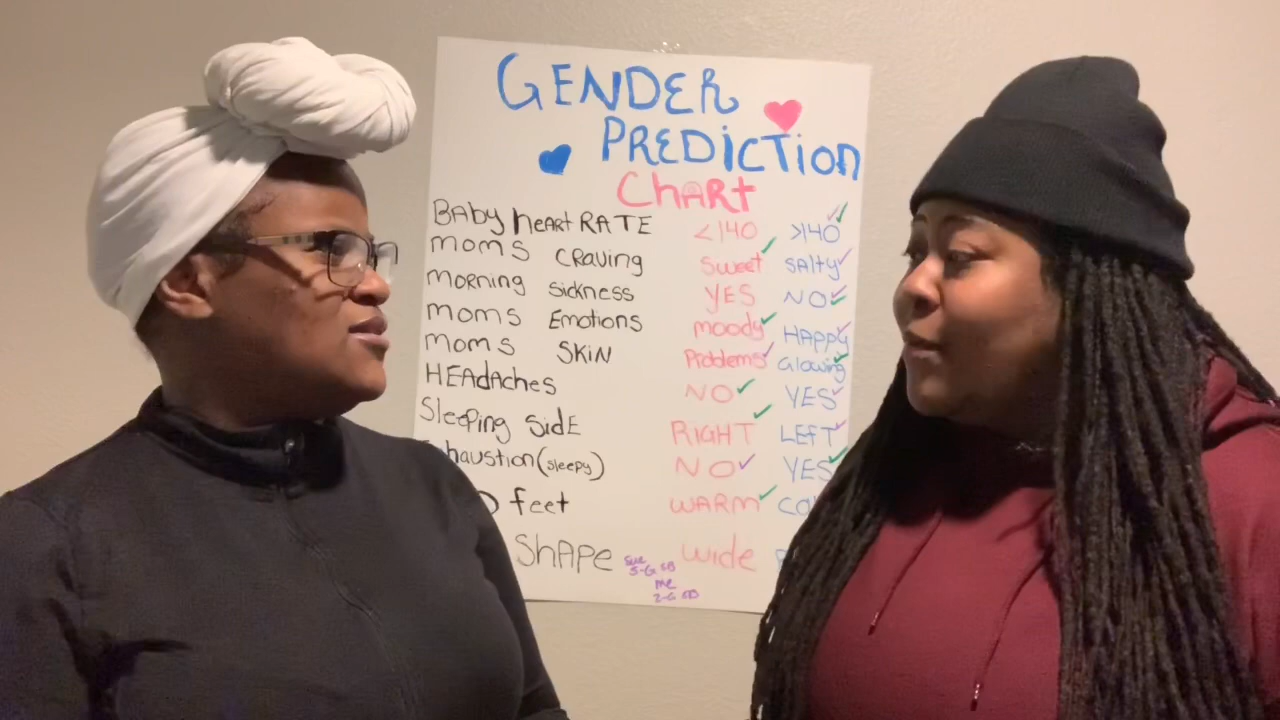 GENDER
PREDICTION
CHART
BABy heart RATE <140 >140
moms craving sweet salty
morning sickness YES NO
moms Emotions moody HAPPY
moms SKIN Problems Glowing
HEAdAches NO YES
Sleeping SidE RIGHT LEFT
haustion (sleepy) NO YES
feet WARM CO
SHAPE wide
me